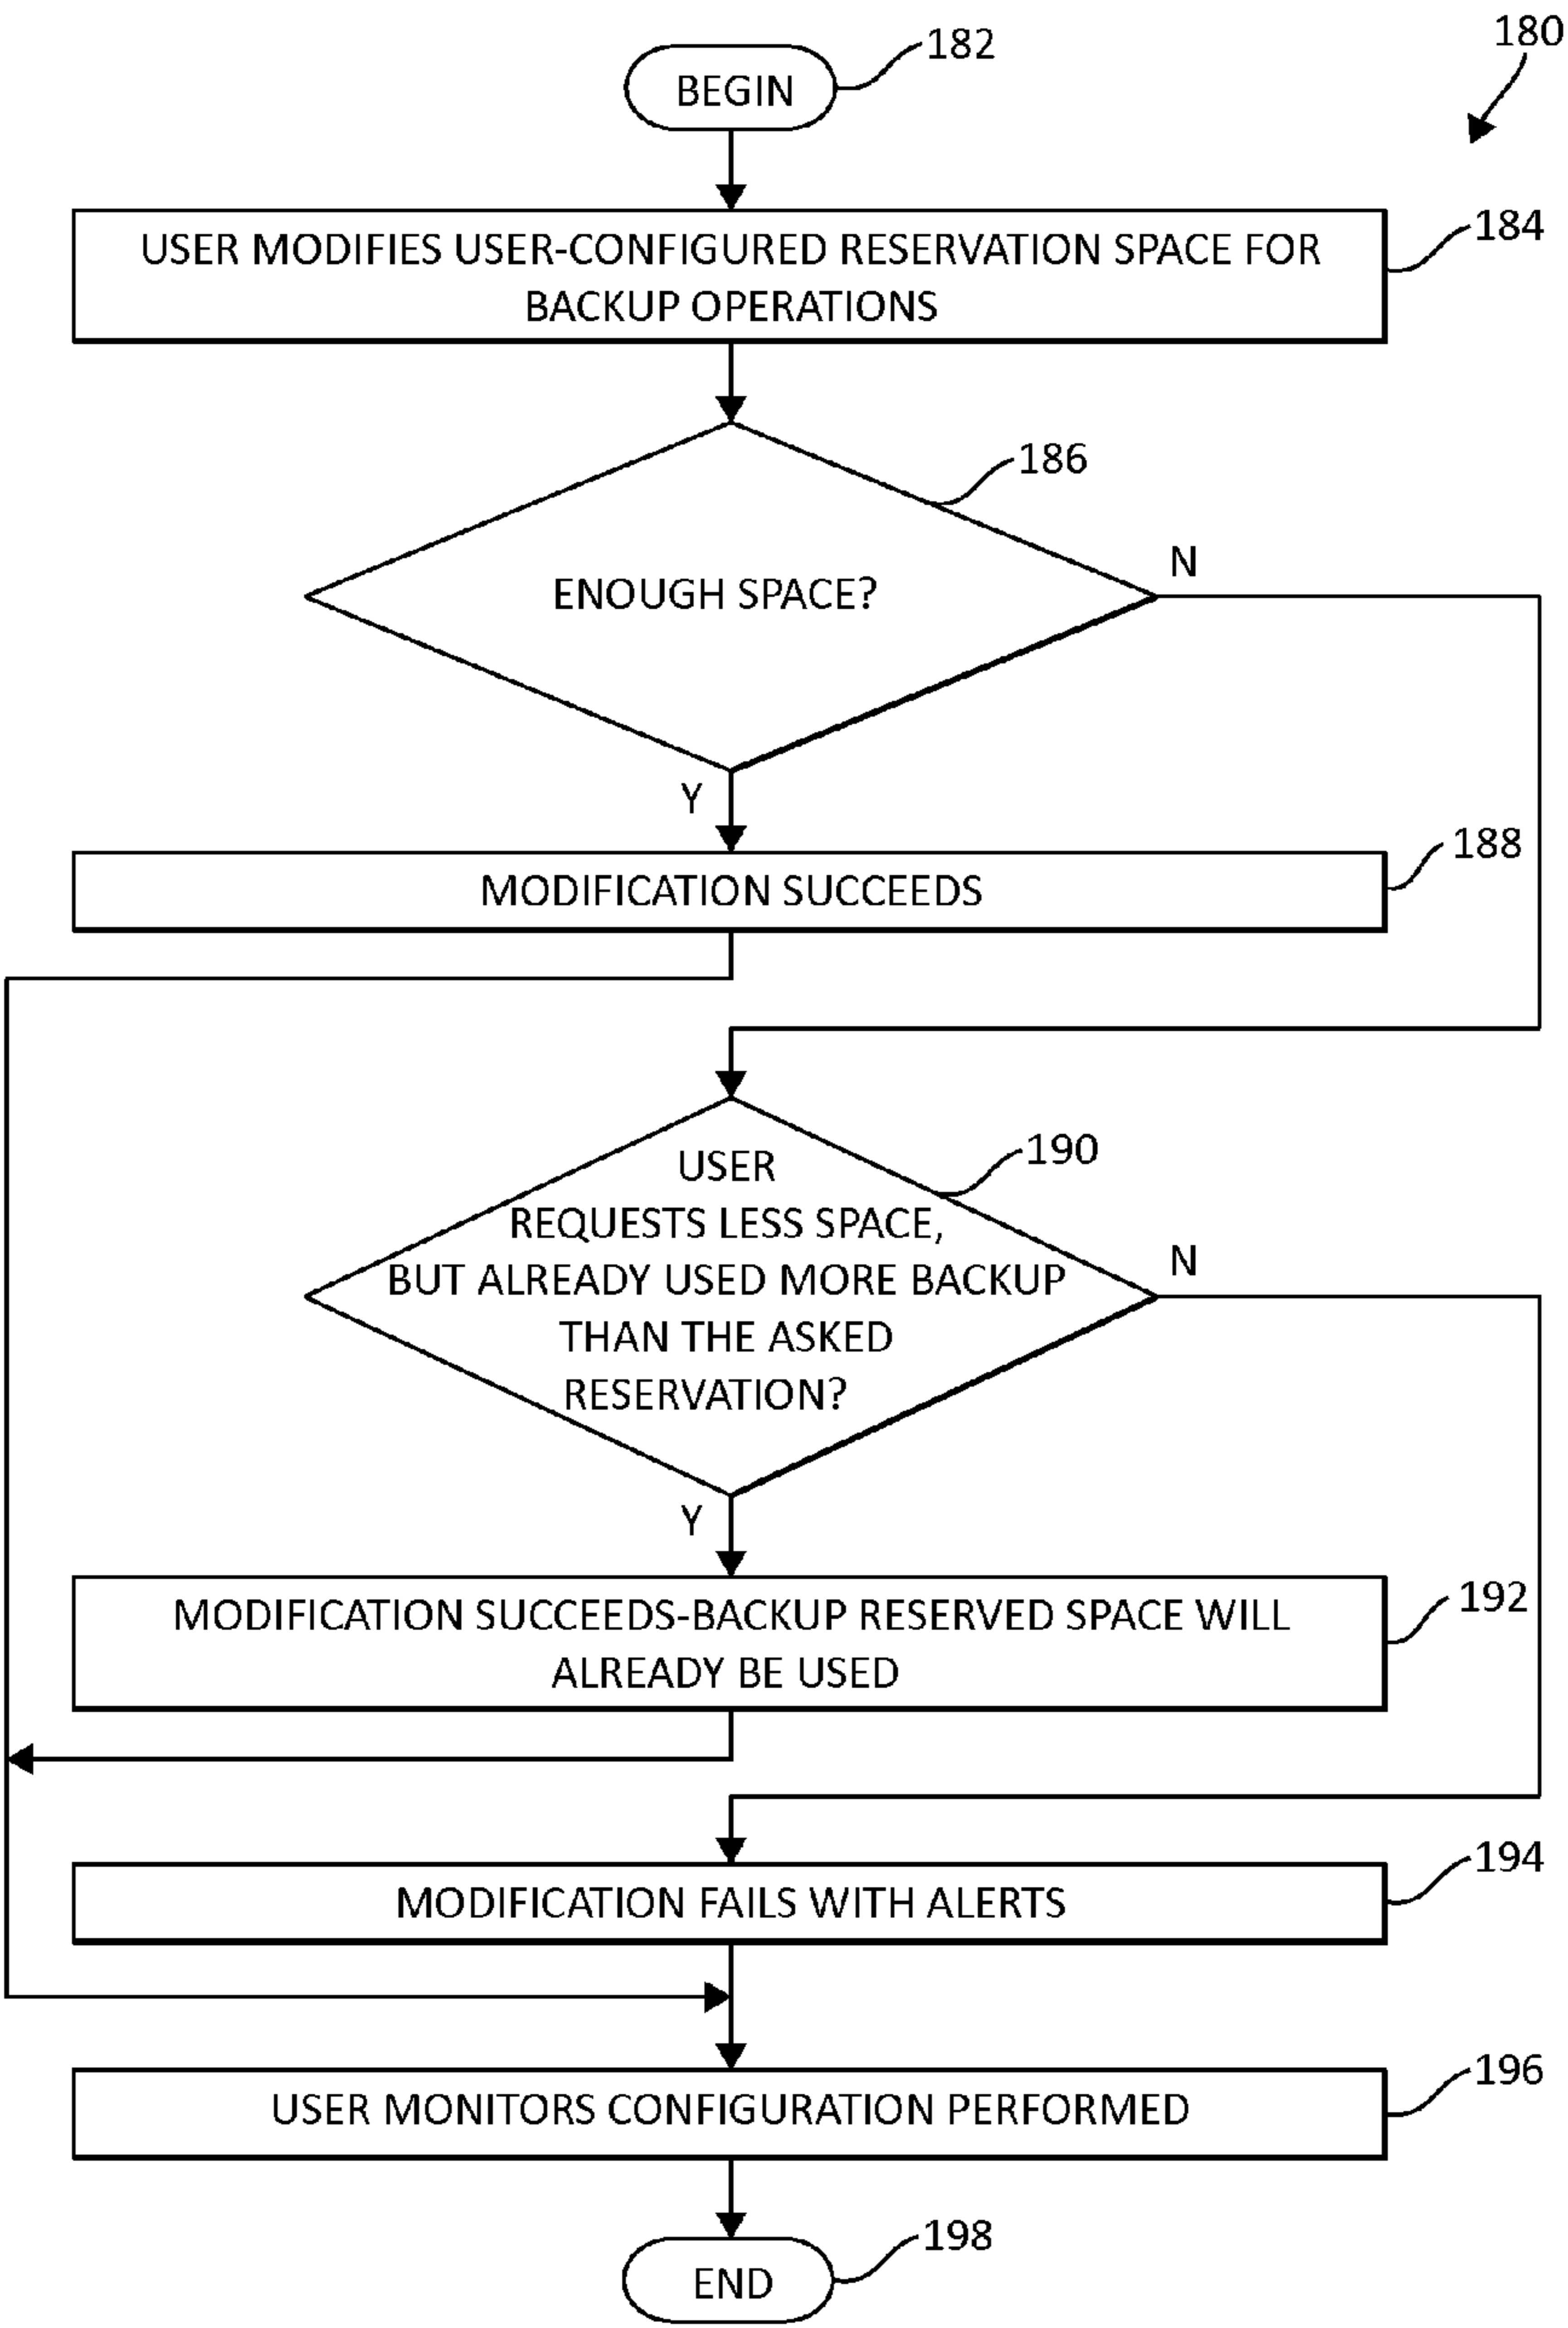 180
BEGIN
182
USER MODIFIES USER-CONFIGURED RESERVATION SPACE FOR
BACKUP OPERATIONS
184
ENOUGH SPACE?
186
N
Y
MODIFICATION SUCCEEDS
188
USER
REQUESTS LESS SPACE,
BUT ALREADY USED MORE BACKUP
THAN THE ASKED
RESERVATION?
190
N
Y
MODIFICATION SUCCEEDS-BACKUP RESERVED SPACE WILL
ALREADY BE USED
192
MODIFICATION FAILS WITH ALERTS
194
USER MONITORS CONFIGURATION PERFORMED
196
END
198